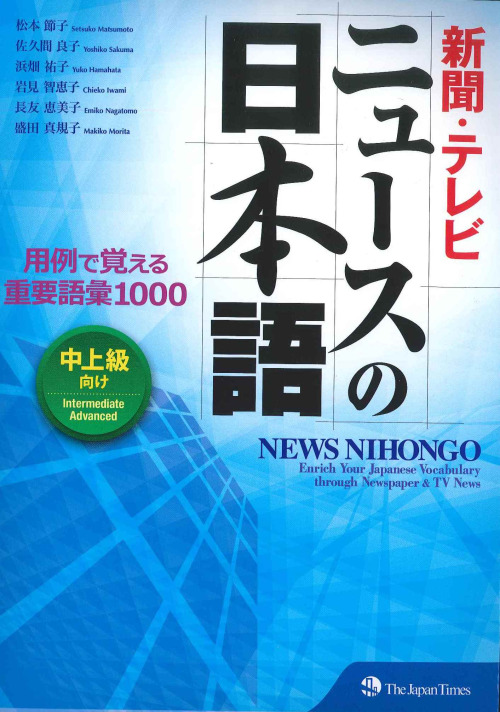 松本 節子 Setsuko Matsumoto
佐久間 良子 Yoshiko Sakuma
浜畑 祐子 Yuko Hamahata
岩見 智恵子 Chieko Iwami
長友 恵美子 Emiko Nagatomo
盛田 真規子 Makiko Morita
新聞・テレビ
ニュースの
日本語
用例で覚える
重要語彙1000
中上級
向け
Intermediate
Advanced
NEWS NIHONGO
Enrich Your Japanese Vocabulary
through Newspaper & TV News
The Japan Times